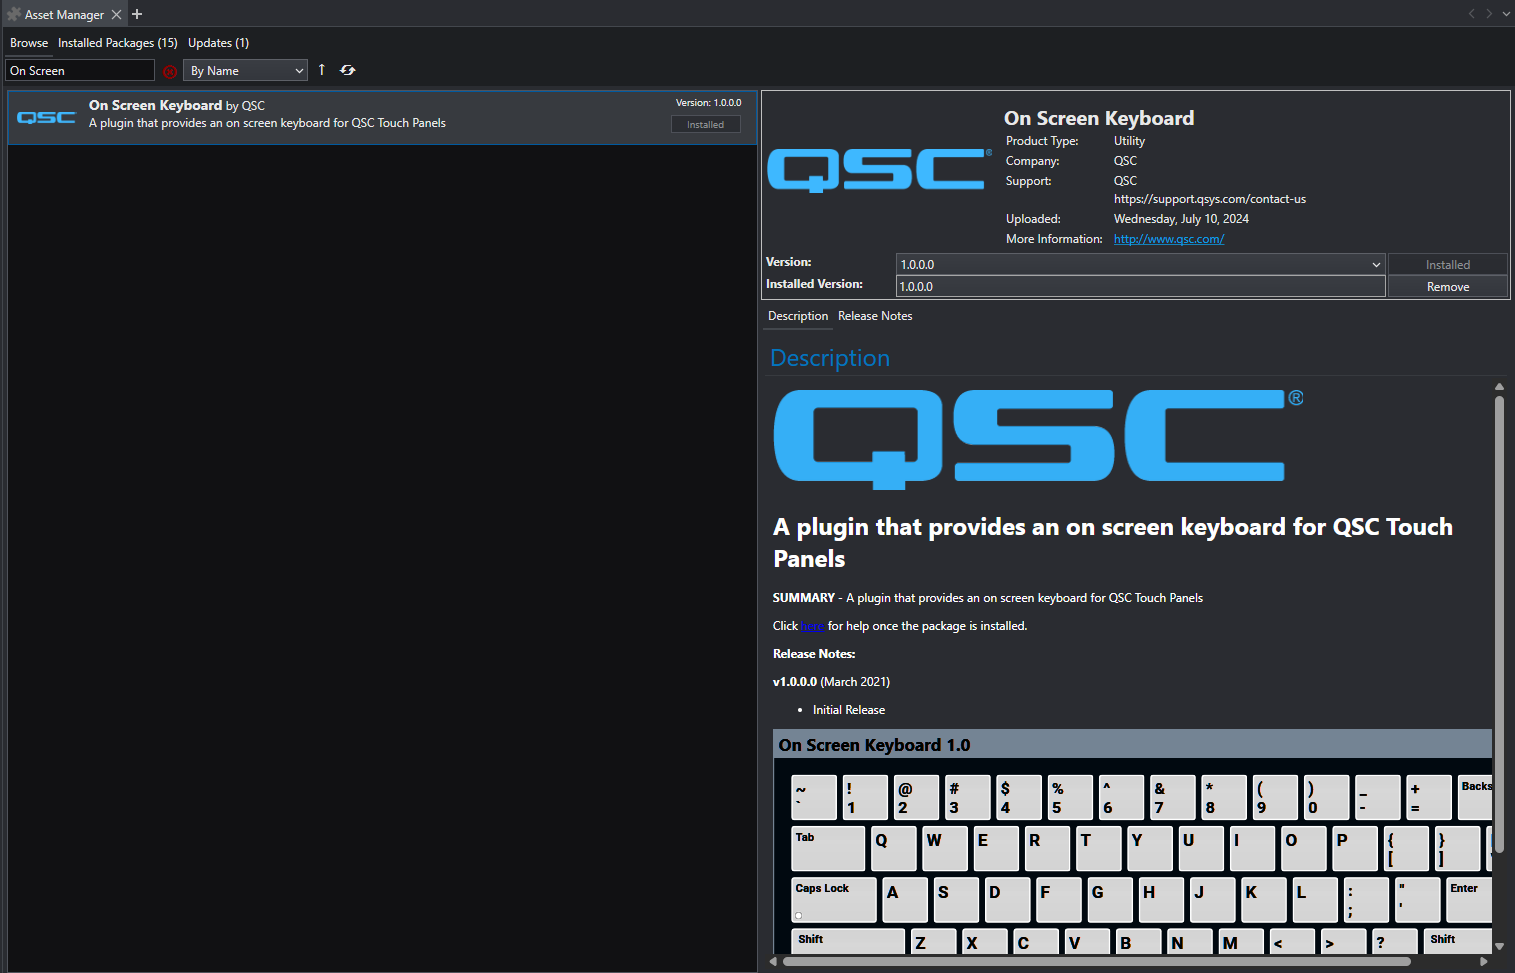 Asset Manager
Browse Installed Packages (15) Updates (1)
On Screen By Name
QSC On Screen Keyboard by QSC Version: 1.0.0.0
A plugin that provides an on screen keyboard for QSC Touch Panels Installed
QSC®
On Screen Keyboard
Product Type: Utility
Company: QSC
Support: QSC
https://support.qsys.com/contact-us
Uploaded: Wednesday, July 10, 2024
More Information: http://www.qsc.com/
Version: 1.0.0.0 Installed
Installed Version: 1.0.0.0 Remove
Description Release Notes
Description
QSC®
A plugin that provides an on screen keyboard for QSC Touch
Panels
SUMMARY - A plugin that provides an on screen keyboard for QSC Touch Panels
Click here for help once the package is installed.
Release Notes:
v1.0.0.0 (March 2021)
• Initial Release
On Screen Keyboard 1.0
~ ! @ # $ % ^ & * ( ) _ + Backs
` 1 2 3 4 5 6 7 8 9 0 - =
Tab Q W E R T Y U I O P { }
[ ]
Caps Lock A S D F G H J K L : " Enter
; '
Shift Z X C V B N M < > ? Shift